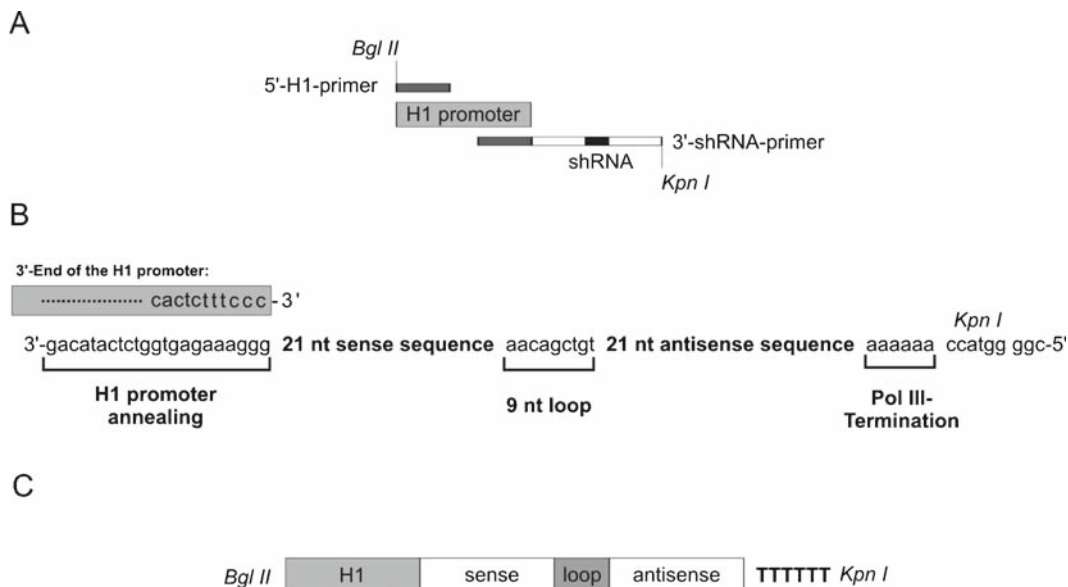 A
Bgl II
5'-H1-primer
H1 promoter
3'-shRNA-primer
shRNA
Kpn I
B
3'-End of the H1 promoter:
.................... cactctttccc-3'
Kpn I
3'-gacatactctggtgagaaaggg 21 nt sense sequence aacagctgt 21 nt antisense sequence aaaaaa ccatgg ggc-5'
H1 promoter
annealing
9 nt loop
Pol III-
Termination
C
Bgl II H1 sense loop antisense TTTTTT Kpn I